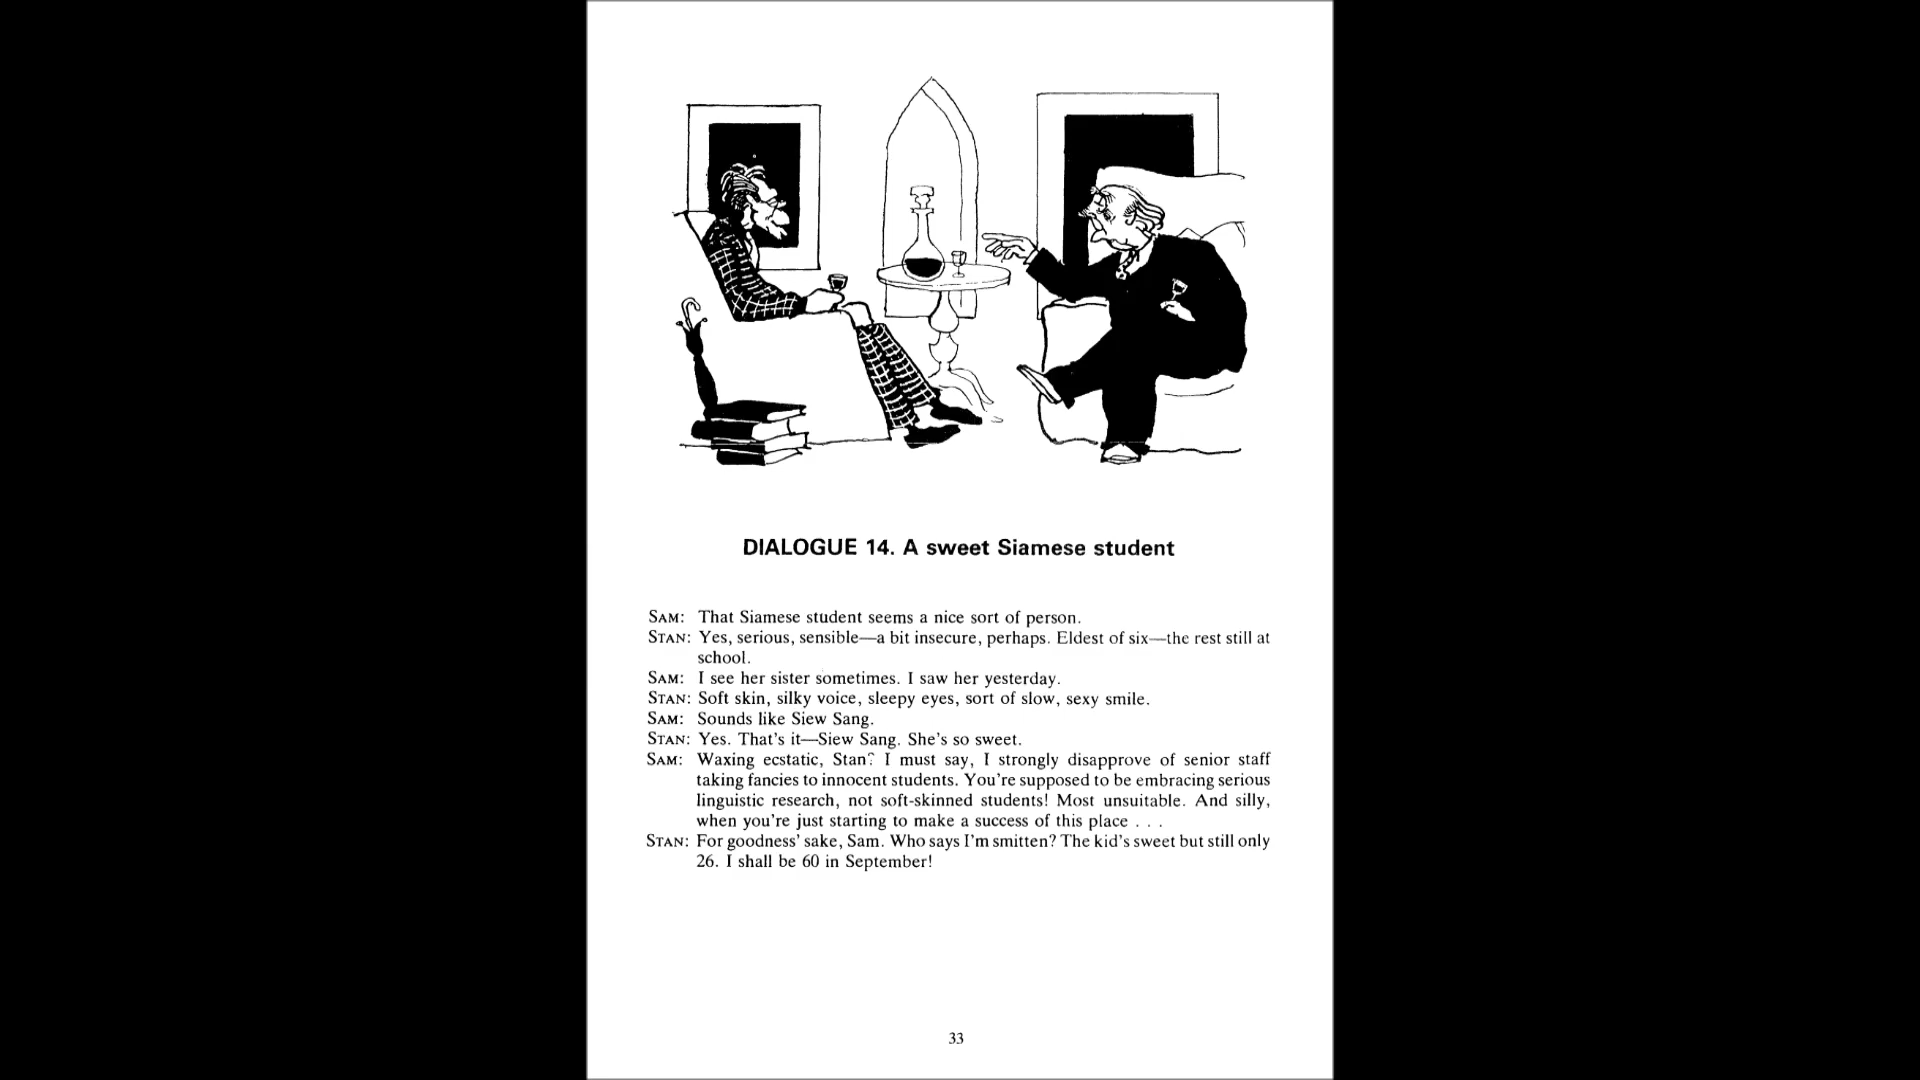 DIALOGUE 14. A sweet Siamese student
SAM: That Siamese student seems a nice sort of person.
STAN: Yes, serious, sensible—a bit insecure, perhaps. Eldest of six—the rest still at
school.
SAM: I see her sister sometimes. I saw her yesterday.
STAN: Soft skin, silky voice, sleepy eyes, sort of slow, sexy smile.
SAM: Sounds like Siew Sang.
STAN: Yes. That's it—Siew Sang. She's so sweet.
SAM: Waxing ecstatic, Stan? I must say, I strongly disapprove of senior staff
taking fancies to innocent students. You're supposed to be embracing serious
linguistic research, not soft-skinned students! Most unsuitable. And silly,
when you're just starting to make a success of this place . . .
STAN: For goodness' sake, Sam. Who says I'm smitten? The kid's sweet but still only
26. I shall be 60 in September!
33